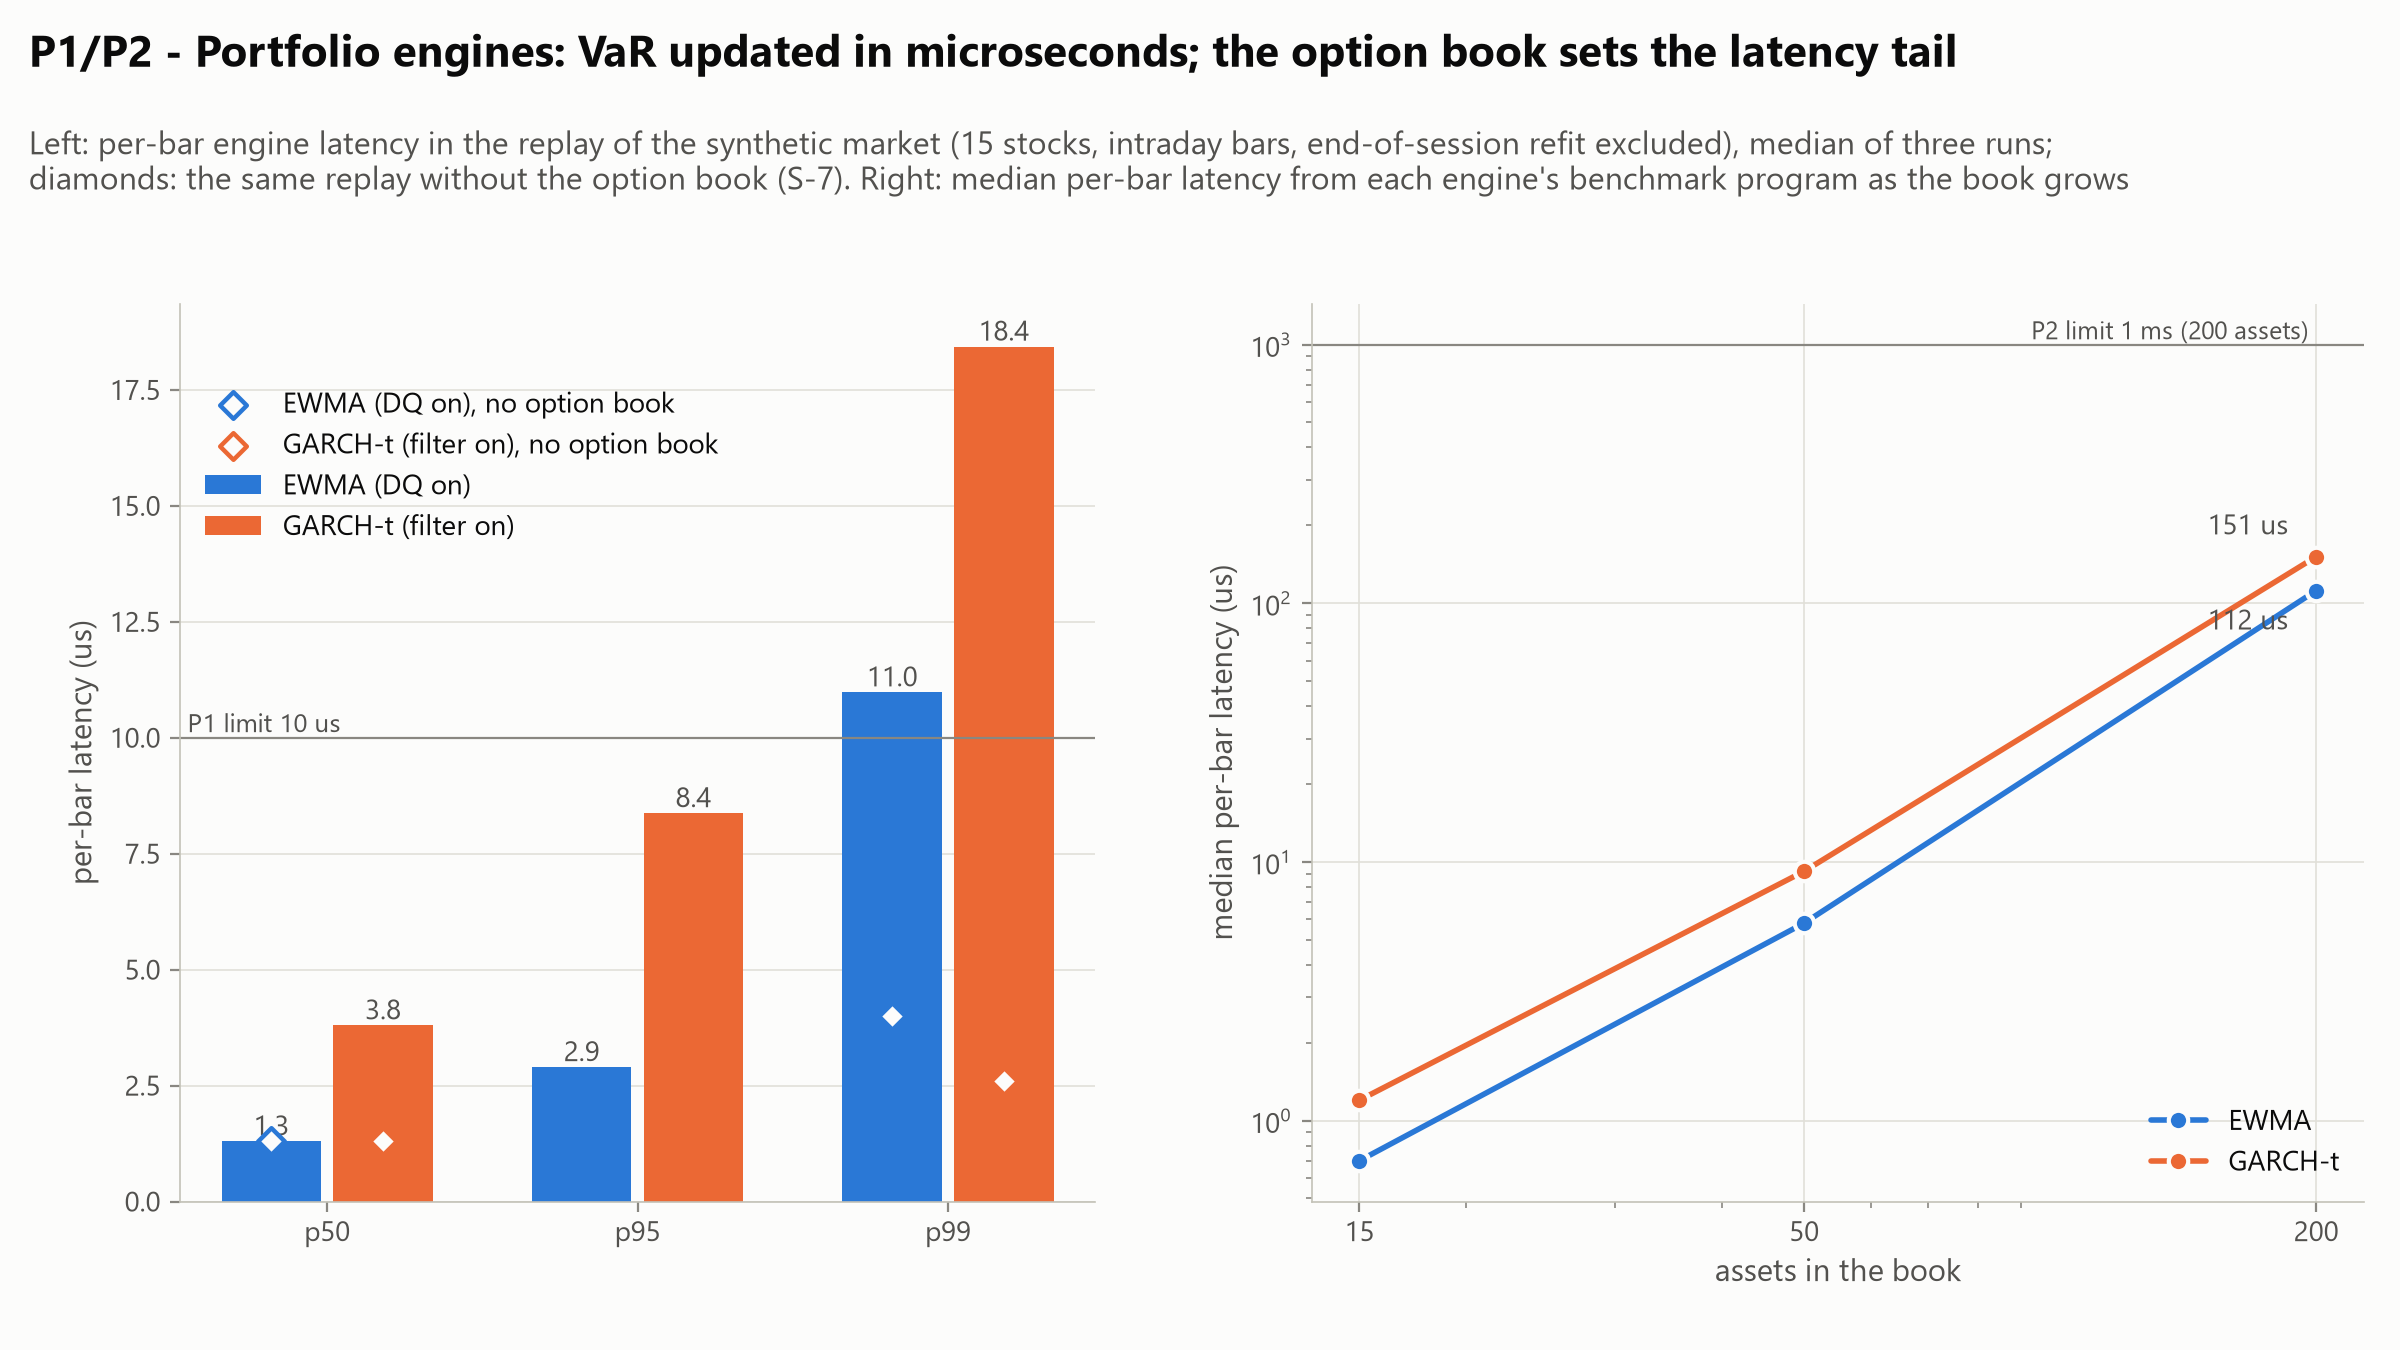 P1/P2 - Portfolio engines: VaR updated in microseconds; the option book sets the latency tail
Left: per-bar engine latency in the replay of the synthetic market (15 stocks, intraday bars, end-of-session refit excluded), median of three runs;
diamonds: the same replay without the option book (S-7). Right: median per-bar latency from each engine's benchmark program as the book grows
per-bar latency (us)
17.5
15.0
12.5
10.0
7.5
5.0
2.5
0.0
EWMA (DQ on), no option book
GARCH-t (filter on), no option book
EWMA (DQ on)
GARCH-t (filter on)
P1 limit 10 us
1.3
3.8
2.9
8.4
11.0
18.4
p50
p95
p99
median per-bar latency (us)
10³
10²
10¹
10⁰
P2 limit 1 ms (200 assets)
151 us
112 us
EWMA
GARCH-t
15
50
200
assets in the book